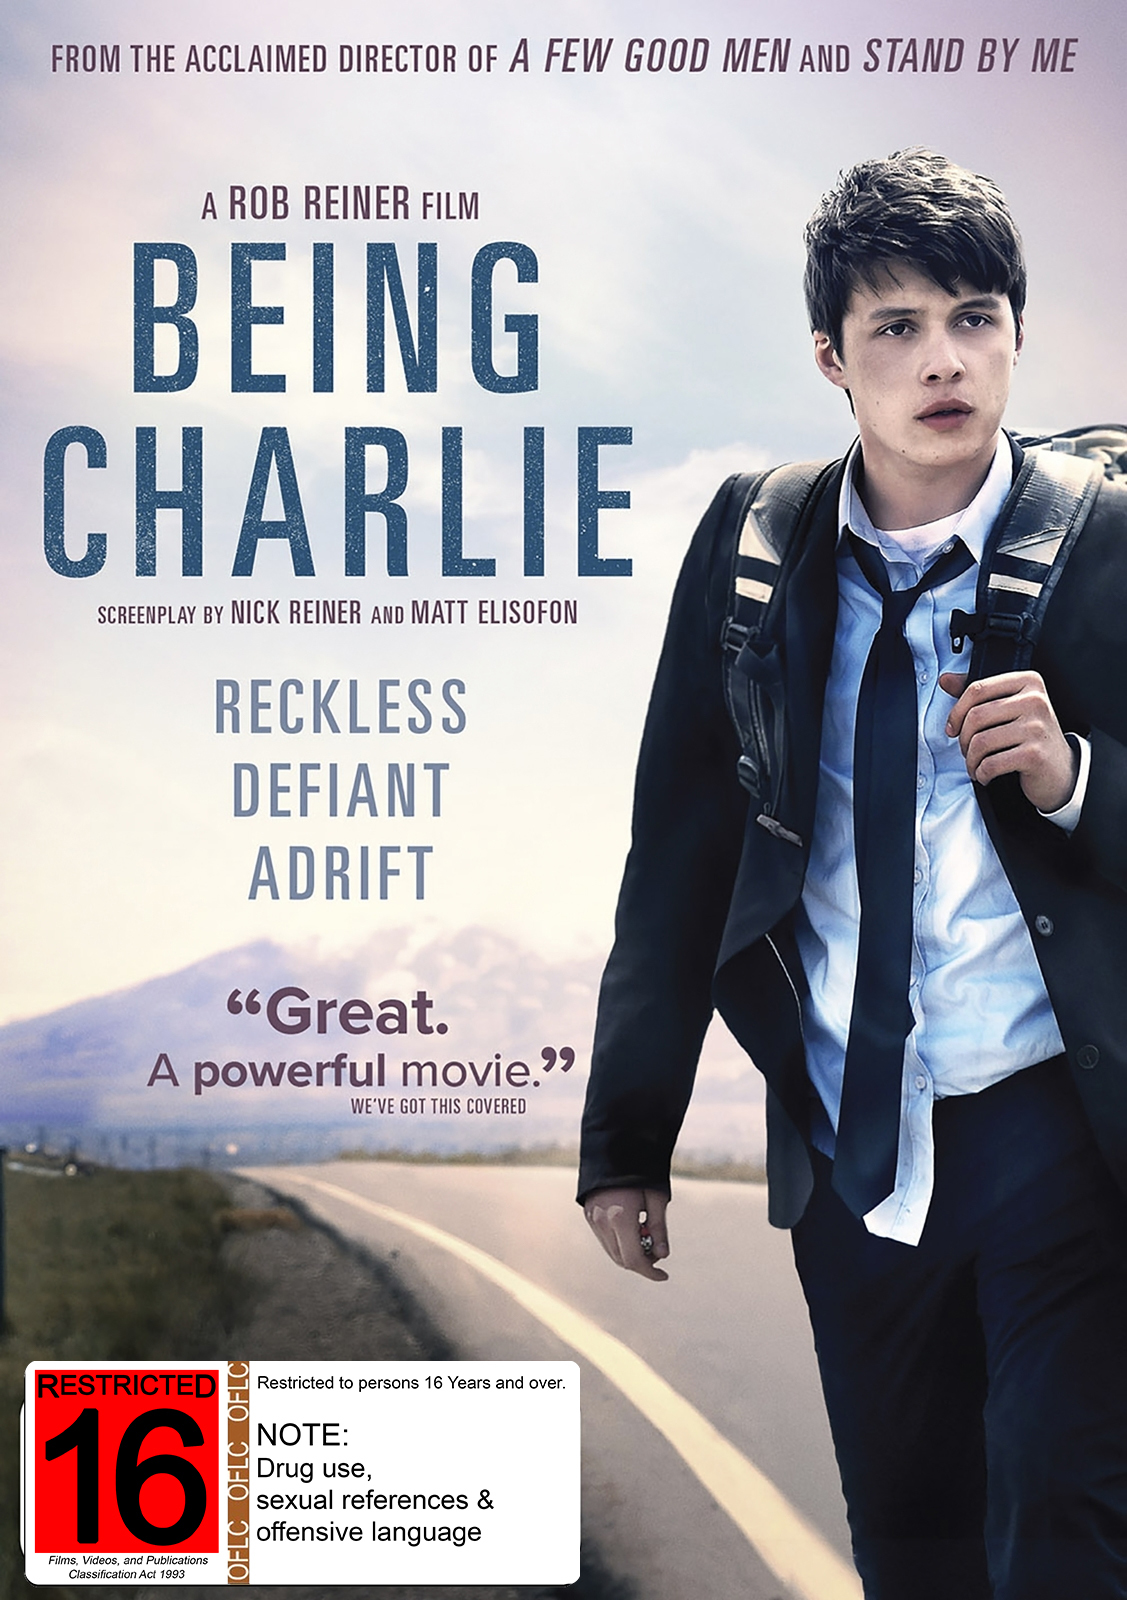 FROM THE ACCLAIMED DIRECTOR OF A FEW GOOD MEN AND STAND BY ME
A ROB REINER FILM
BEING
CHARLIE
SCREENPLAY BY NICK REINER AND MATT ELISOFON
RECKLESS
DEFIANT
ADRIFT
“Great.
A powerful movie.”
WE'VE GOT THIS COVERED
RESTRICTED
16
Films, Videos, and Publications
Classification Act 1993
OFLC OFLC OFLC
Restricted to persons 16 Years and over.
NOTE:
Drug use,
sexual references &
offensive language